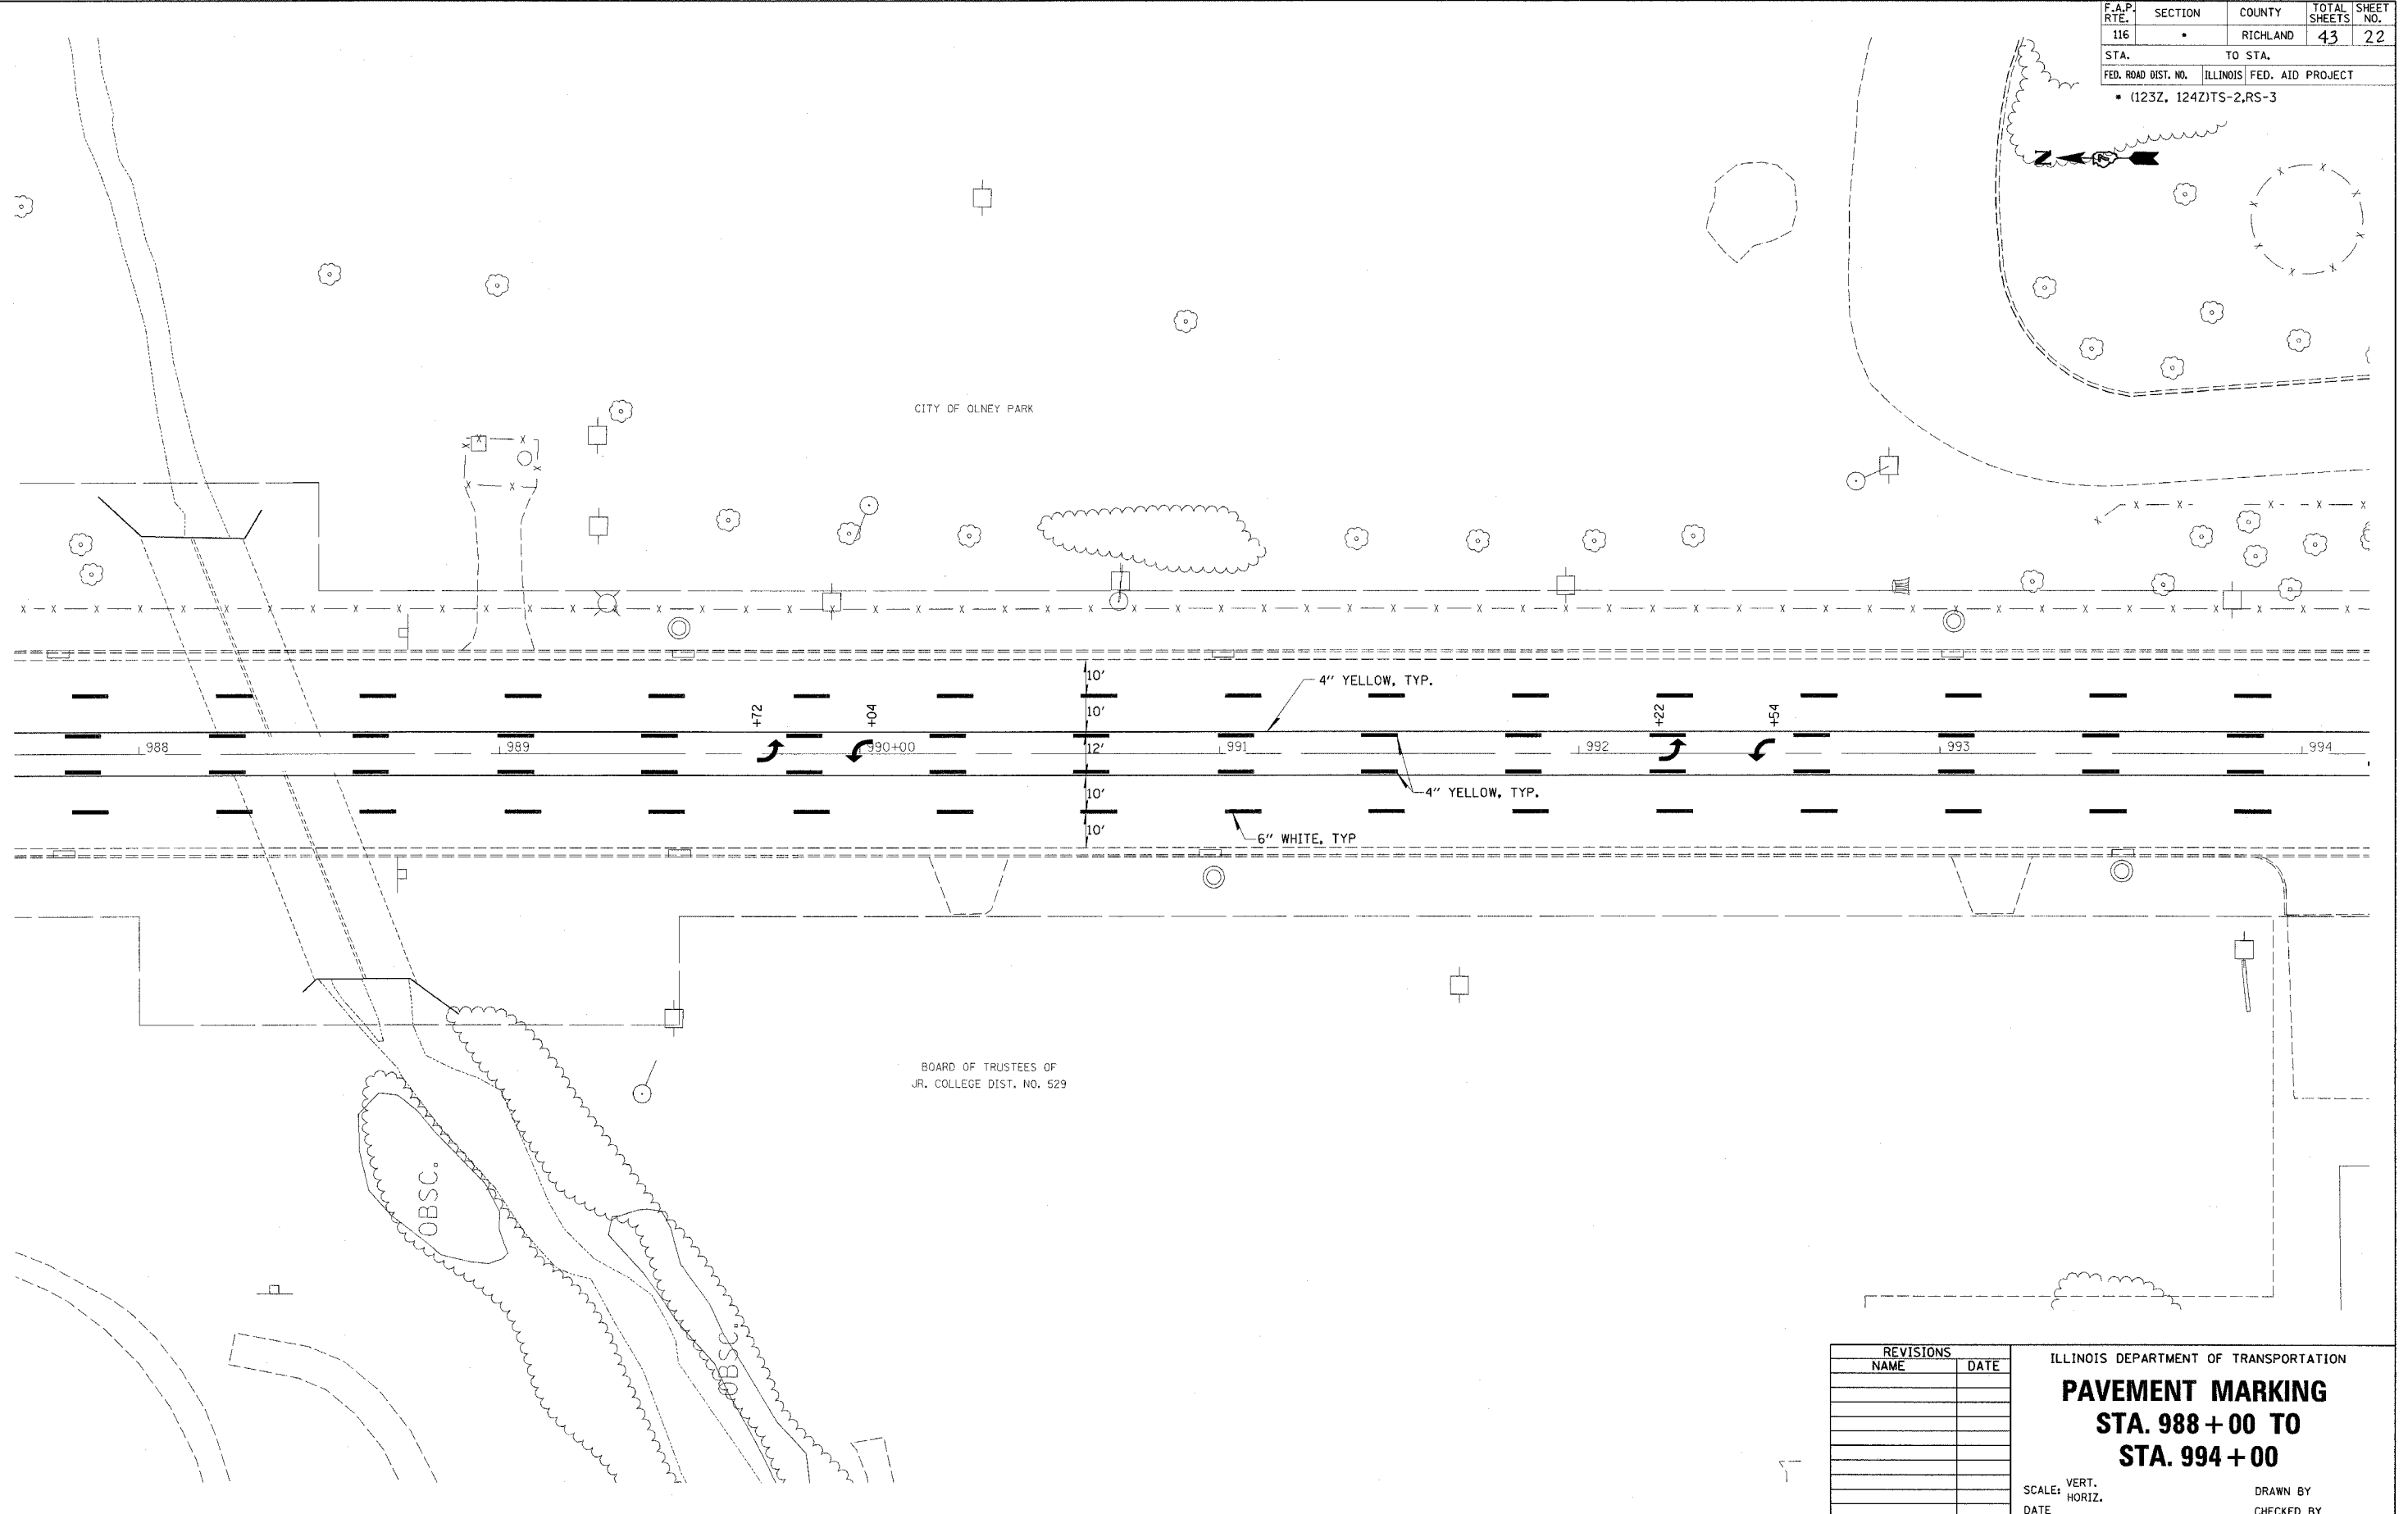 F.A.P. RTE. SECTION COUNTY TOTAL SHEETS SHEET NO.
116 • RICHLAND 43 22
STA. TO STA.
FED. ROAD DIST. NO. ILLINOIS FED. AID PROJECT
• (123Z, 124Z)TS-2,RS-3
N
CITY OF OLNEY PARK
10'
4" YELLOW, TYP.
10'
+72
+04
+22
+54
988
989
990+00
12'
991
992
993
994
10'
4" YELLOW, TYP.
10'
6" WHITE, TYP
BOARD OF TRUSTEES OF
JR. COLLEGE DIST. NO. 529
OBSC.
OBSC.
REVISIONS
NAME DATE
ILLINOIS DEPARTMENT OF TRANSPORTATION
PAVEMENT MARKING
STA. 988+00 TO
STA. 994+00
SCALE: VERT.
HORIZ.
DRAWN BY
DATE
CHECKED BY